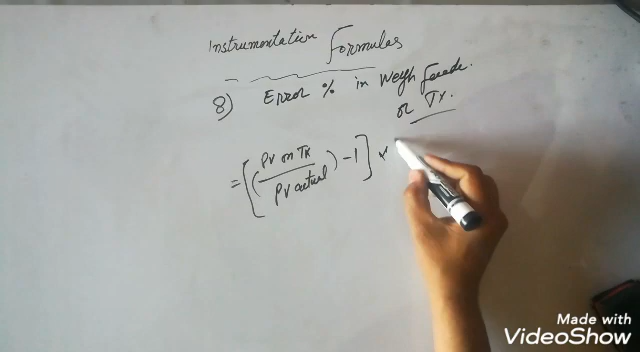 Instrumentation Formulas
8) Error % in Weigh feeder
or Tx.
= [(PV on TX / PV actual) - 1] ×
Made with
VideoShow